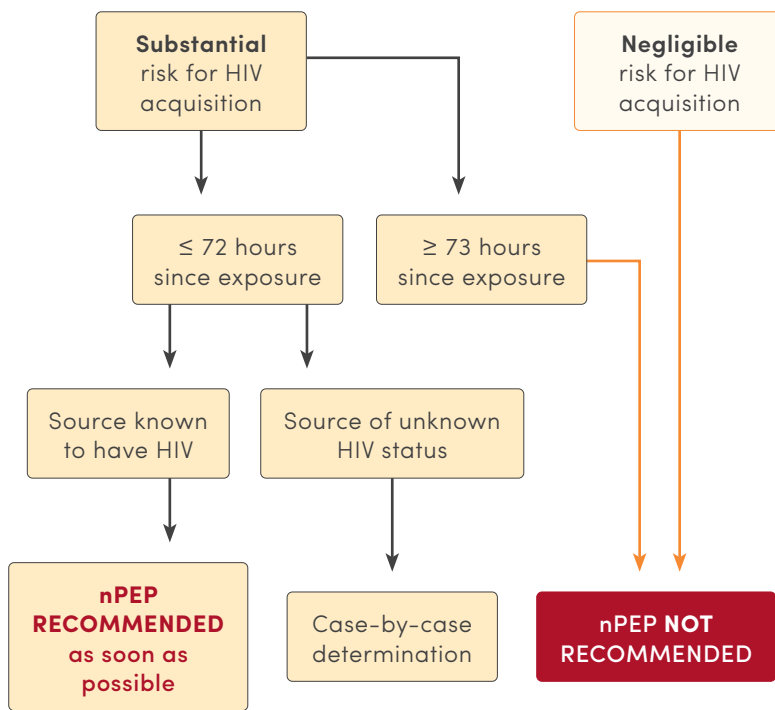 Substantial
risk for HIV
acquisition
Negligible
risk for HIV
acquisition
≤ 72 hours
since exposure
≥ 73 hours
since exposure
Source known
to have HIV
Source of unknown
HIV status
nPEP
RECOMMENDED
as soon as
possible
Case-by-case
determination
nPEP NOT
RECOMMENDED